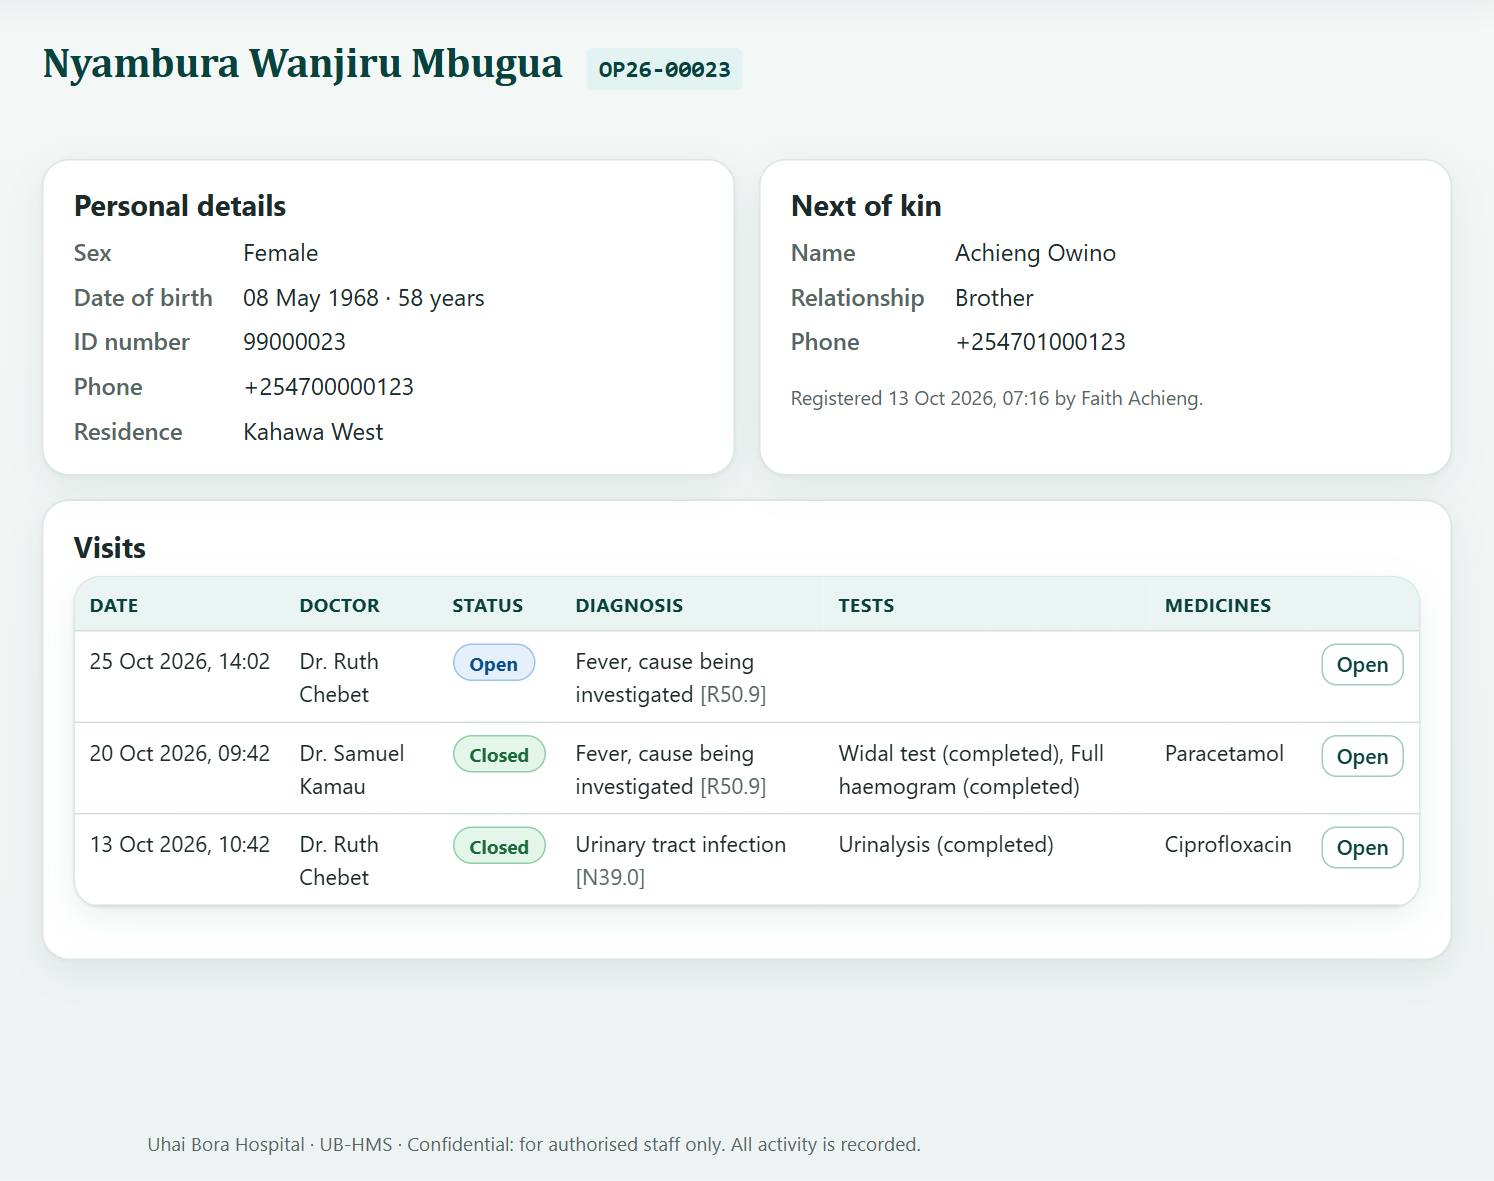 Nyambura Wanjiru Mbugua OP26-00023
Personal details
Sex Female
Date of birth 08 May 1968 · 58 years
ID number 99000023
Phone +254700000123
Residence Kahawa West
Next of kin
Name Achieng Owino
Relationship Brother
Phone +254701000123
Registered 13 Oct 2026, 07:16 by Faith Achieng.
Visits
DATE DOCTOR STATUS DIAGNOSIS TESTS MEDICINES
25 Oct 2026, 14:02 Dr. Ruth Open Fever, cause being Open
Chebet investigated [R50.9]
20 Oct 2026, 09:42 Dr. Samuel Closed Fever, cause being Widal test (completed), Full Paracetamol Open
Kamau investigated [R50.9] haemogram (completed)
13 Oct 2026, 10:42 Dr. Ruth Closed Urinary tract infection Urinalysis (completed) Ciprofloxacin Open
Chebet [N39.0]
Uhai Bora Hospital · UB-HMS · Confidential: for authorised staff only. All activity is recorded.